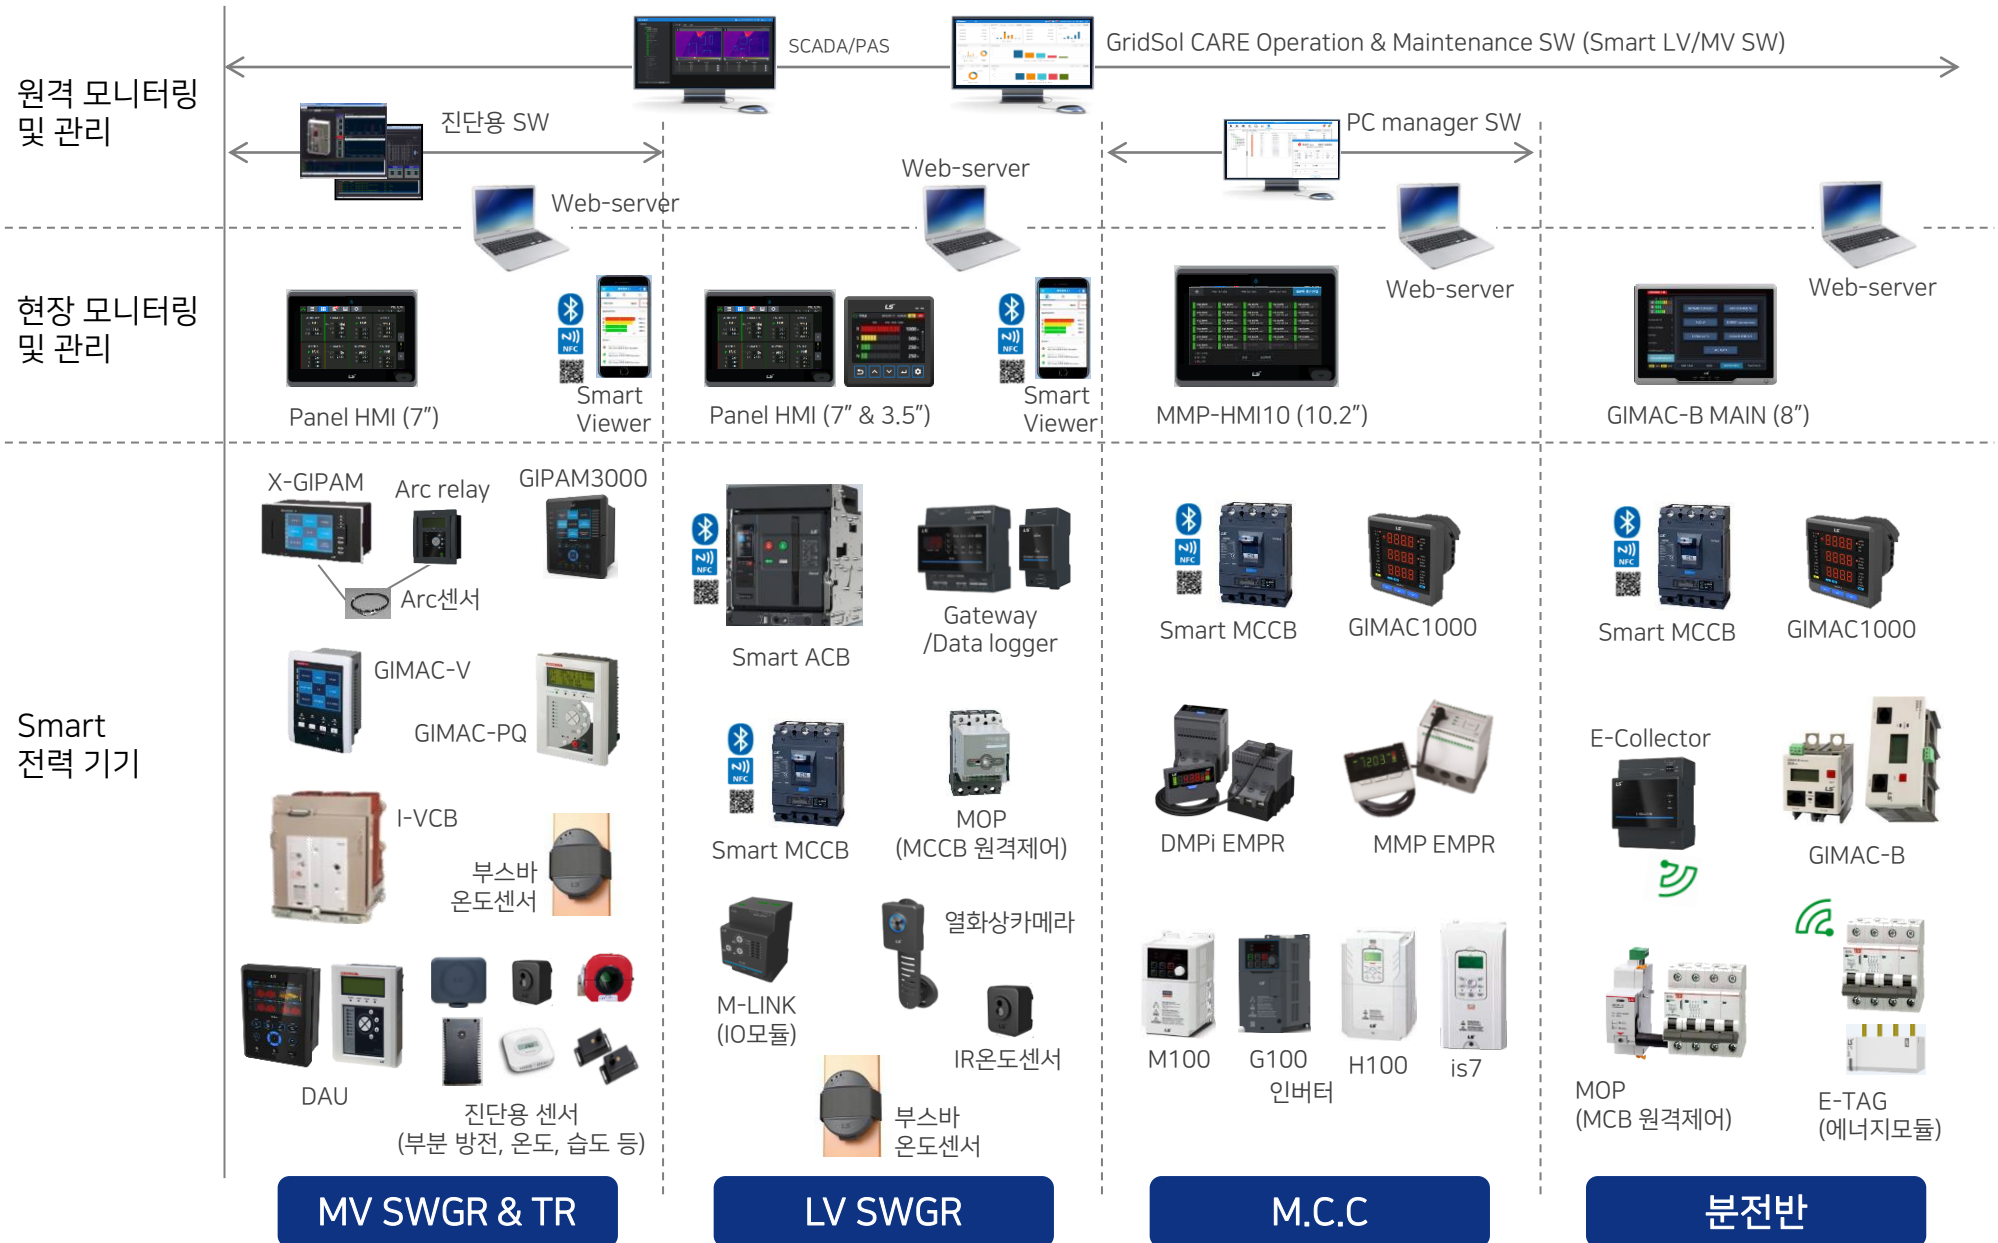 SCADA/PAS
GridSol CARE Operation & Maintenance SW (Smart LV/MV SW)
원격 모니터링
및 관리
진단용 SW
PC manager SW
Web-server
Web-server
Web-server
Web-server
현장 모니터링
및 관리
NFC
Panel HMI (7")
Smart
Viewer
LS
Panel HMI (7" & 3.5")
NFC
Smart
Viewer
MMP-HMI10 (10.2")
GIMAC-B MAIN (8")
Smart
전력 기기
X-GIPAM
Arc relay
GIPAM3000
Arc센서
GIMAC-V
GIMAC-PQ
I-VCB
부스바
온도센서
DAU
진단용 센서
(부분 방전, 온도, 습도 등)
MV SWGR & TR
NFC
Smart ACB
Gateway
/Data logger
NFC
Smart MCCB
MOP
(MCCB 원격제어)
M-LINK
(IO모듈)
열화상카메라
IR온도센서
부스바
온도센서
LV SWGR
NFC
Smart MCCB
GIMAC1000
DMPi EMPR
MMP EMPR
M100
G100
H100
is7
인버터
M.C.C
NFC
Smart MCCB
GIMAC1000
E-Collector
GIMAC-B
MOP
(MCB 원격제어)
E-TAG
(에너지모듈)
분전반